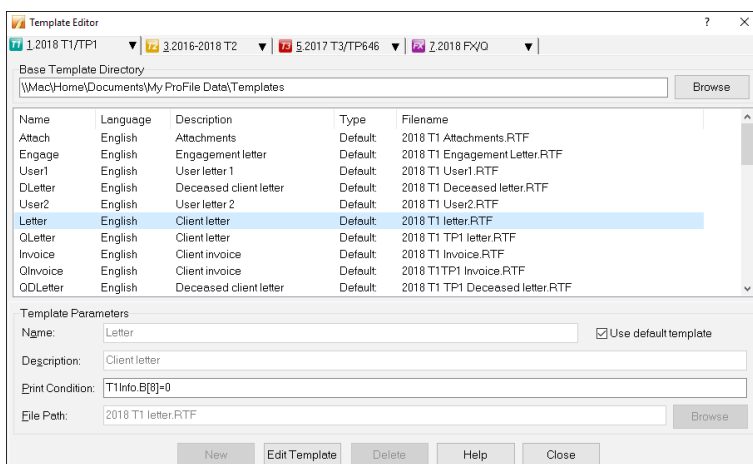 Template Editor ? X
T1 1.2018 T1/TP1 ▼ T2 3.2016-2018 T2 ▼ T3 5.2017 T3/TP646 ▼ FX 7.2018 FX/Q ▼
Base Template Directory
\\Mac\Home\Documents\My ProFile Data\Templates Browse
Name Language Description Type Filename
Attach English Attachments Default 2018 T1 Attachments.RTF
Engage English Engagement letter Default 2018 T1 Engagement Letter.RTF
User1 English User letter 1 Default 2018 T1 User1.RTF
DLetter English Deceased client letter Default 2018 T1 Deceased letter.RTF
User2 English User letter 2 Default 2018 T1 User2.RTF
Letter English Client letter Default 2018 T1 letter.RTF
QLetter English Client letter Default 2018 T1 TP1 letter.RTF
Invoice English Client invoice Default 2018 T1 Invoice.RTF
QInvoice English Client invoice Default 2018 T1TP1 Invoice.RTF
QDLetter English Deceased client letter Default 2018 T1 TP1 Deceased letter.RTF
Template Parameters
Name: Letter Use default template
Description: Client letter
Print Condition: T1Info.B[8]=0
File Path: 2018 T1 letter.RTF Browse
New Edit Template Delete Help Close